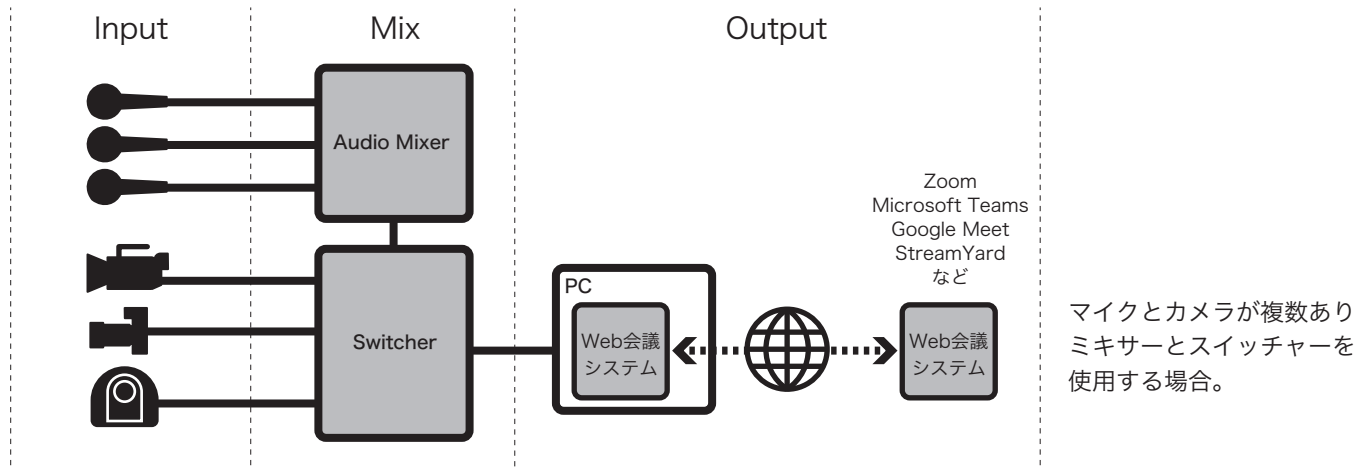 Input
Mix
Output
Audio Mixer
Switcher
PC
Web会議
システム
Zoom
Microsoft Teams
Google Meet
StreamYard
など
Web会議
システム
マイクとカメラが複数あり
ミキサーとスイッチャーを
使用する場合。